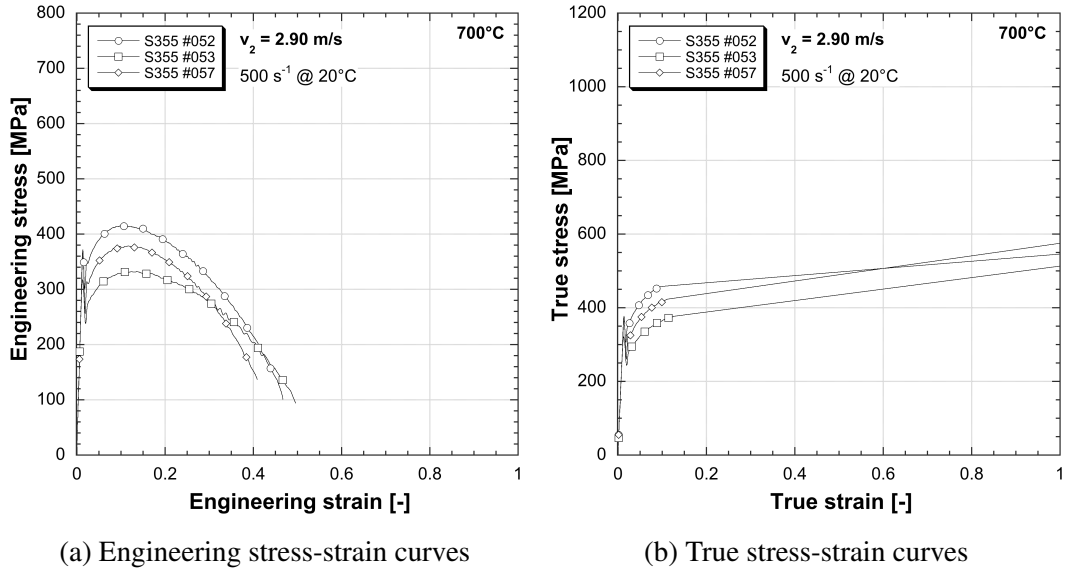 800
700
600
500
400
300
200
100
0
Engineering stress [MPa]
S355 #052
S355 #053
S355 #057
v2 = 2.90 m/s
500 s-1 @ 20°C
700°C
0 0.2 0.4 0.6 0.8 1
Engineering strain [-]
(a) Engineering stress-strain curves
1200
1000
800
600
400
200
0
True stress [MPa]
S355 #052
S355 #053
S355 #057
v2 = 2.90 m/s
500 s-1 @ 20°C
700°C
0 0.2 0.4 0.6 0.8 1
True strain [-]
(b) True stress-strain curves